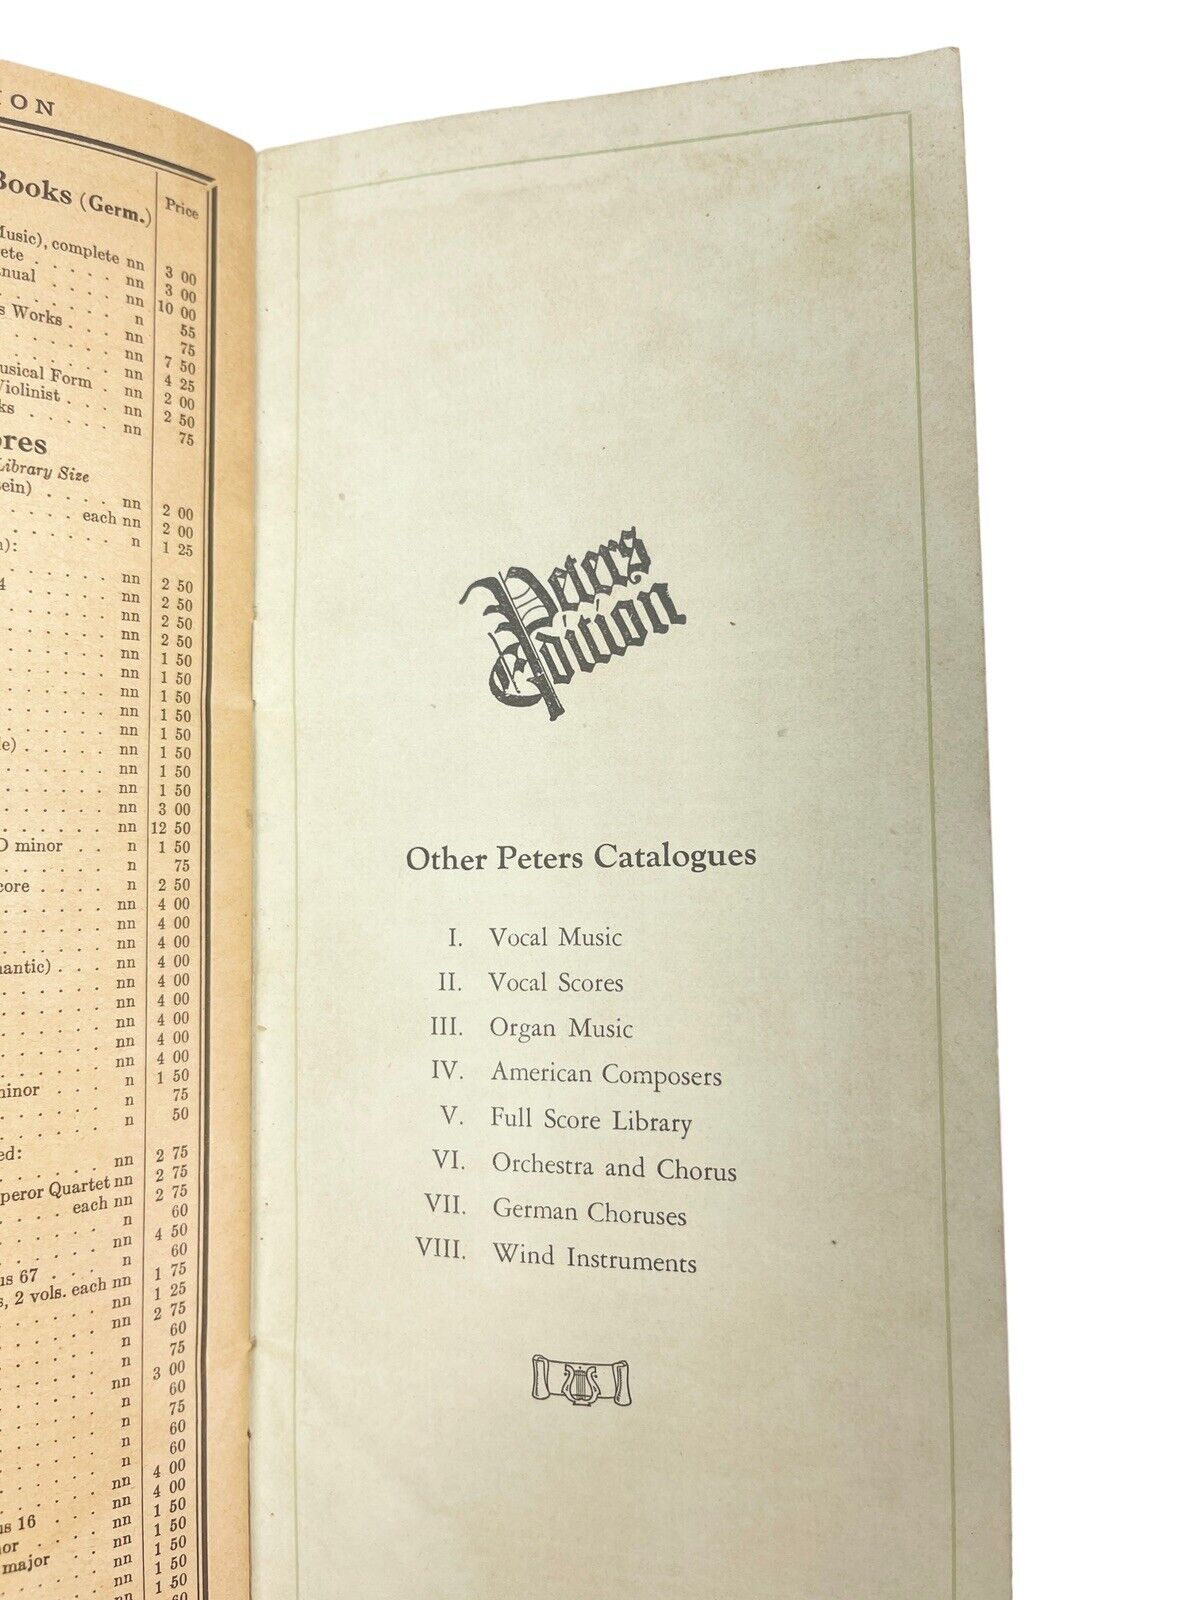 ION
Books (Germ.)
Price
Music), complete nn
3 00
ete . . . . . nn
3 00
nual . . . . nn
10 00
n
55
s Works . . . nn
75
nn
7 50
nn
4 25
usical Form . nn
2 00
Violinist . . . nn
2 50
ks . . . . . nn
75
ores
Library Size
sein) . . . . nn
2 00
each nn
2 00
n
1 25
n):
nn
2 50
4 . . . . . nn
2 50
nn
2 50
nn
2 50
nn
1 50
nn
1 50
nn
1 50
nn
1 50
nn
1 50
le) . . . . . nn
1 50
nn
1 50
nn
1 50
nn
3 00
nn
12 50
D minor . . n
1 50
n
75
core . . . . n
2 50
nn
4 00
nn
4 00
nn
4 00
mantic) . . . nn
4 00
nn
4 00
nn
4 00
nn
4 00
nn
4 00
nn
4 00
n
1 50
minor . . . n
75
n
50
ed:
nn
2 75
peror Quartet nn
2 75
each nn
2 75
n
60
nn
4 50
n
60
us 67 . . . nn
1 75
s, 2 vols. each nn
1 25
nn
2 75
n
60
n
75
nn
3 00
n
60
n
75
n
60
n
60
nn
4 00
nn
4 00
us 16 . . . nn
1 50
nor . . . . nn
1 50
major . . . nn
1 50
nn
1 50
Peters
Edition
Other Peters Catalogues
I. Vocal Music
II. Vocal Scores
III. Organ Music
IV. American Composers
V. Full Score Library
VI. Orchestra and Chorus
VII. German Choruses
VIII. Wind Instruments